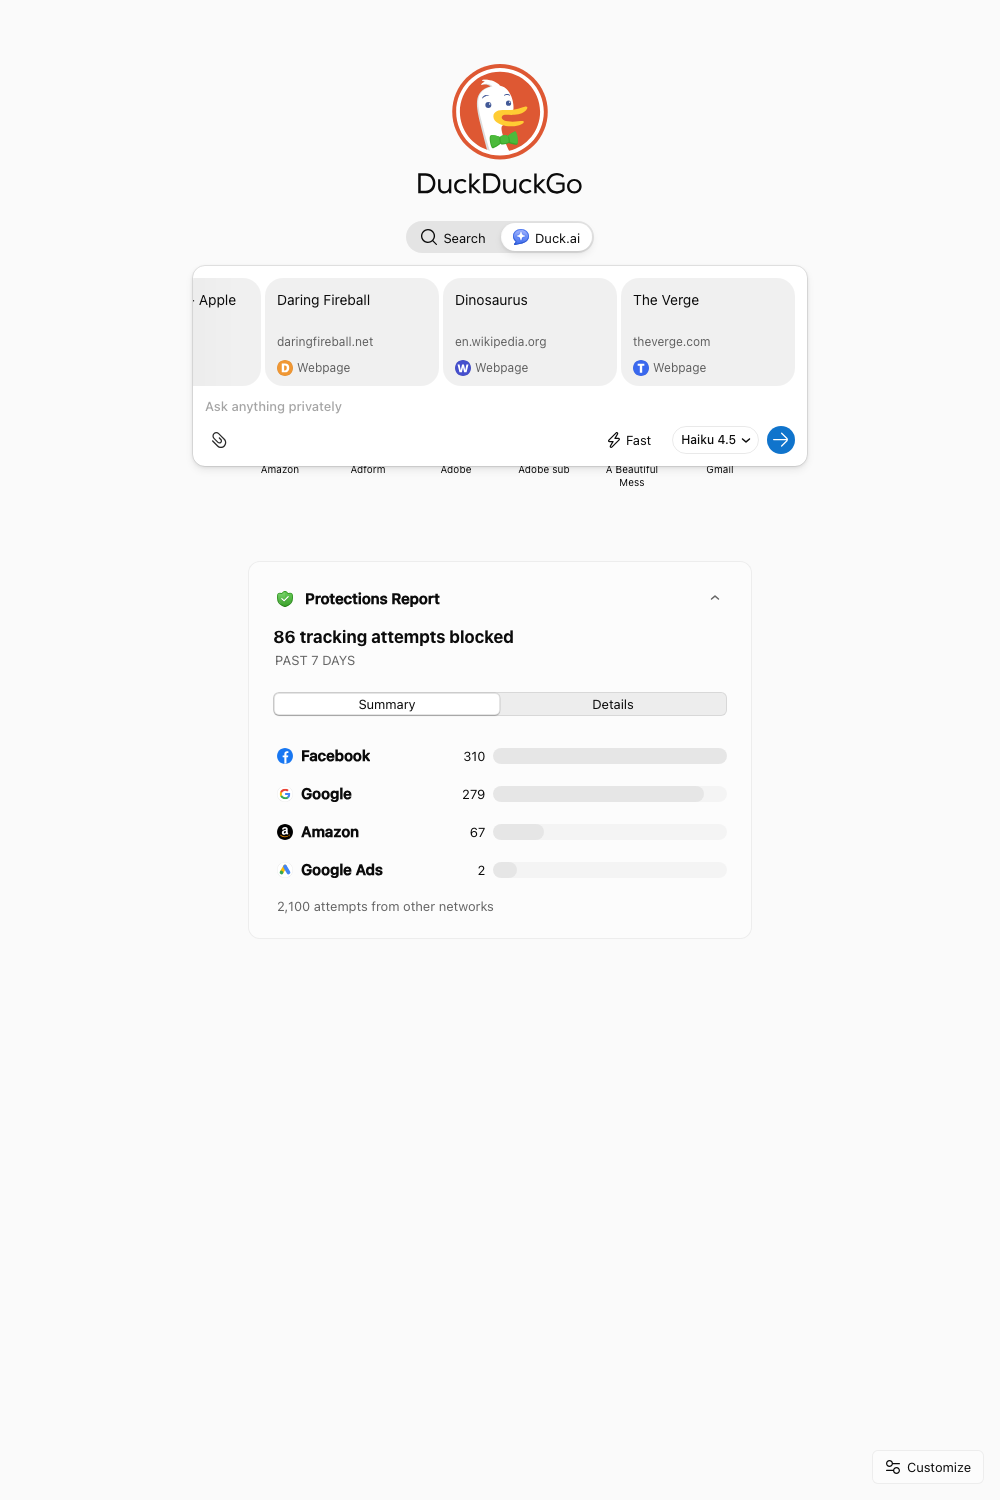 DuckDuckGo
Search
Duck.ai
· Apple
Daring Fireball
daringfireball.net
D Webpage
Dinosaurus
en.wikipedia.org
W Webpage
The Verge
theverge.com
T Webpage
Ask anything privately
Fast
Haiku 4.5
Amazon
Adform
Adobe
Adobe sub
A Beautiful
Mess
Gmail
Protections Report
86 tracking attempts blocked
PAST 7 DAYS
Summary
Details
Facebook 310
Google 279
Amazon 67
Google Ads 2
2,100 attempts from other networks
Customize